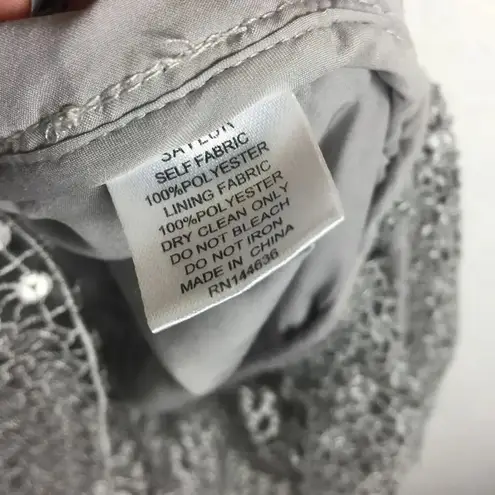 SAYLOR
SELF FABRIC
100%POLYESTER
LINING FABRIC
100%POLYESTER
DRY CLEAN ONLY
DO NOT BLEACH
DO NOT IRON
MADE IN CHINA
RN144636